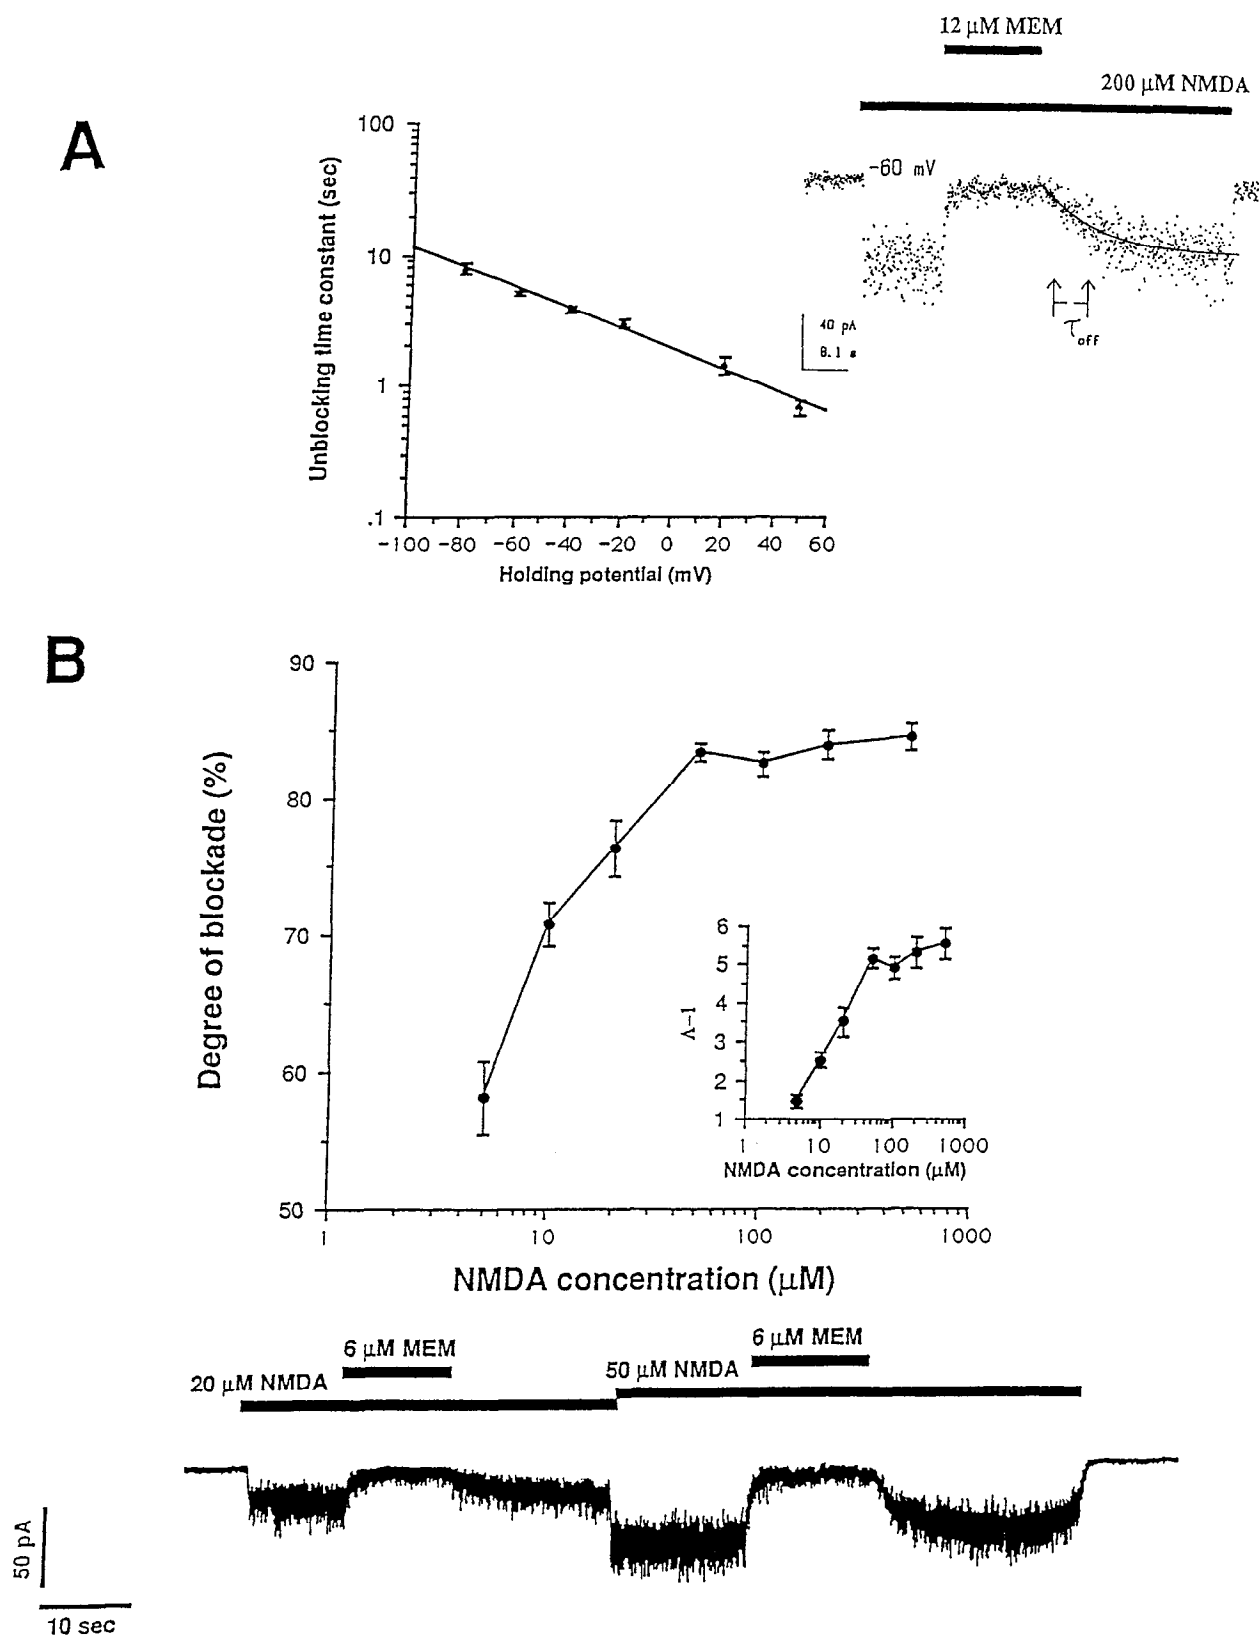 12 μM MEM
200 μM NMDA
A
-60 mV
100
10
1
.1
Unblocking time constant (sec)
-100 -80 -60 -40 -20 0 20 40 60
Holding potential (mV)
40 pA
0.1 s
τoff
B
90
80
70
60
50
Degree of blockade (%)
1 10 100 1000
NMDA concentration (μM)
6
5
4
3
2
1
Λ-1
1 10 100 1000
NMDA concentration (μM)
6 μM MEM
6 μM MEM
20 μM NMDA
50 μM NMDA
50 pA
10 sec